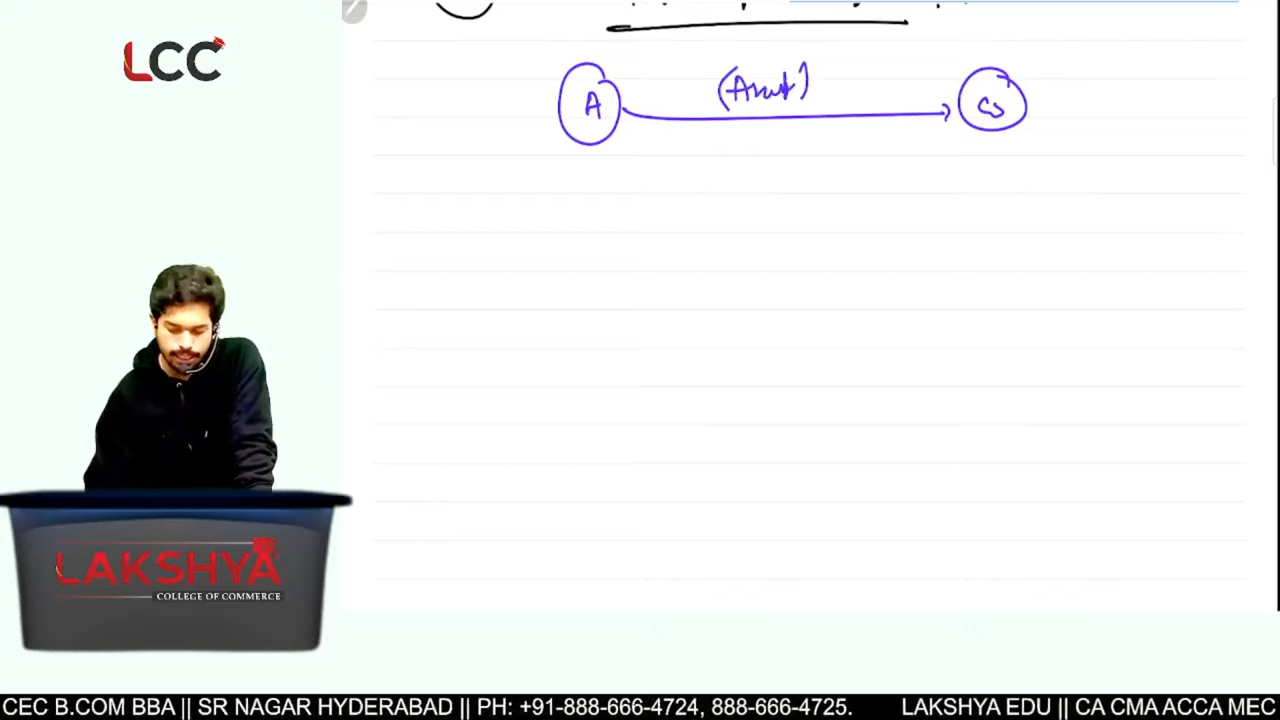 LCC
A
Co
LAKSHYA
COLLEGE OF COMMERCE
CEC B.COM BBA || SR NAGAR HYDERABAD || PH: +91-888-666-4724, 888-666-4725. LAKSHYA EDU || CA CMA ACCA MEC